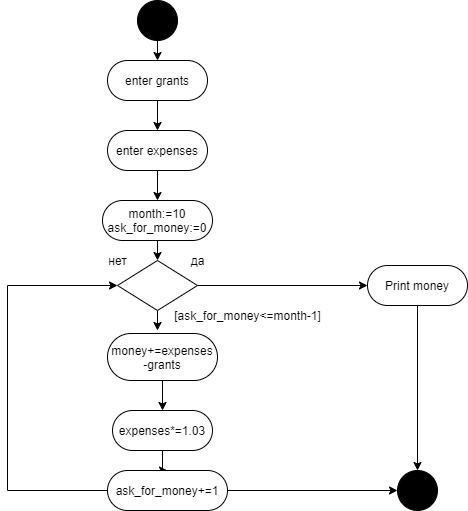 enter grants
enter expenses
month:=10
ask_for_money:=0
нет
да
Print money
[ask_for_money<=month-1]
money+=expenses
-grants
expenses*=1.03
ask_for_money+=1